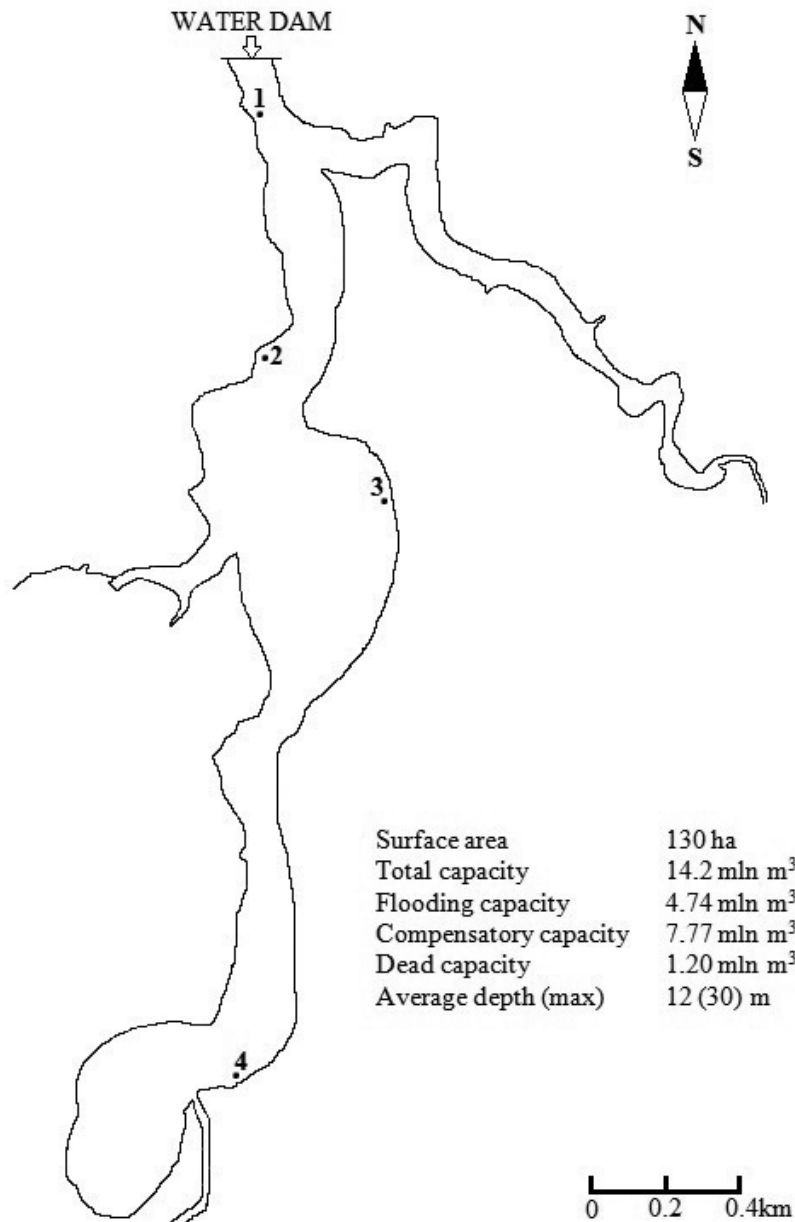 WATER DAM
N
S
1
2
3
4
Surface area 130 ha
Total capacity 14.2 mln m³
Flooding capacity 4.74 mln m³
Compensatory capacity 7.77 mln m³
Dead capacity 1.20 mln m³
Average depth (max) 12 (30) m
0 0.2 0.4km